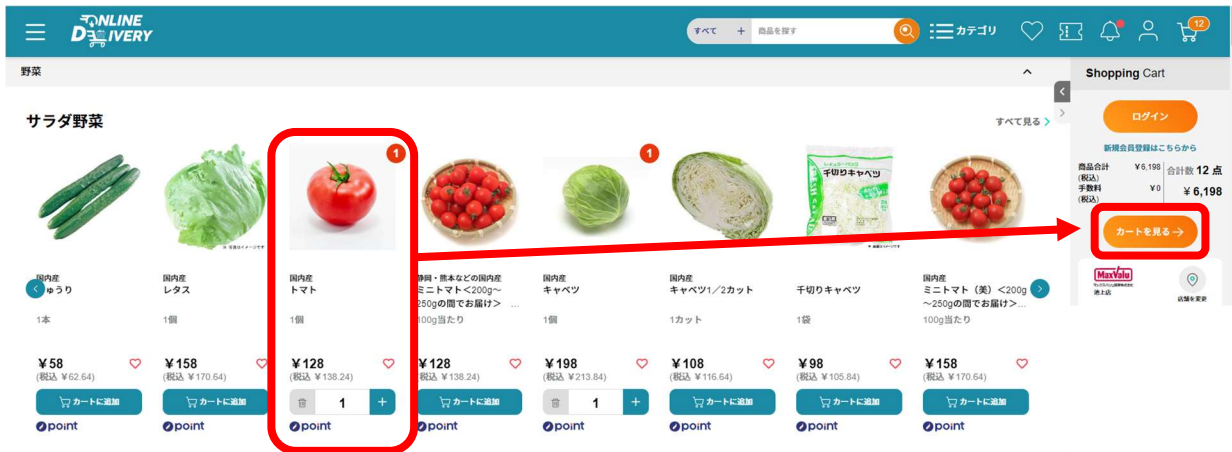 ONLINE
DELIVERY
すべて + 商品を探す
カテゴリ
12
野菜
Shopping Cart
サラダ野菜
すべて見る >
ログイン
新規会員登録はこちらから
商品合計 (税込) ¥6,198
手数料 (税込) ¥0
合計数 12 点
¥6,198
カートを見る →
MaxValu
池上店
店舗を変更
国内産
きゅうり
1本
¥58
(税込 ¥62.64)
カートに追加
point
国内産
レタス
1個
¥158
(税込 ¥170.64)
カートに追加
point
1
国内産
トマト
1個
¥128
(税込 ¥138.24)
1 +
point
静岡・熊本などの国内産
ミニトマト<200g~
250gの間でお届け> ...
100g当たり
¥128
(税込 ¥138.24)
カートに追加
point
1
国内産
キャベツ
1個
¥198
(税込 ¥213.84)
1 +
point
国内産
キャベツ1/2カット
1カット
¥108
(税込 ¥116.64)
カートに追加
point
千切りキャベツ
千切りキャベツ
1袋
¥98
(税込 ¥105.84)
カートに追加
point
国内産
ミニトマト(美)<200g
~250gの間でお届け>...
100g当たり
¥158
(税込 ¥170.64)
カートに追加
point